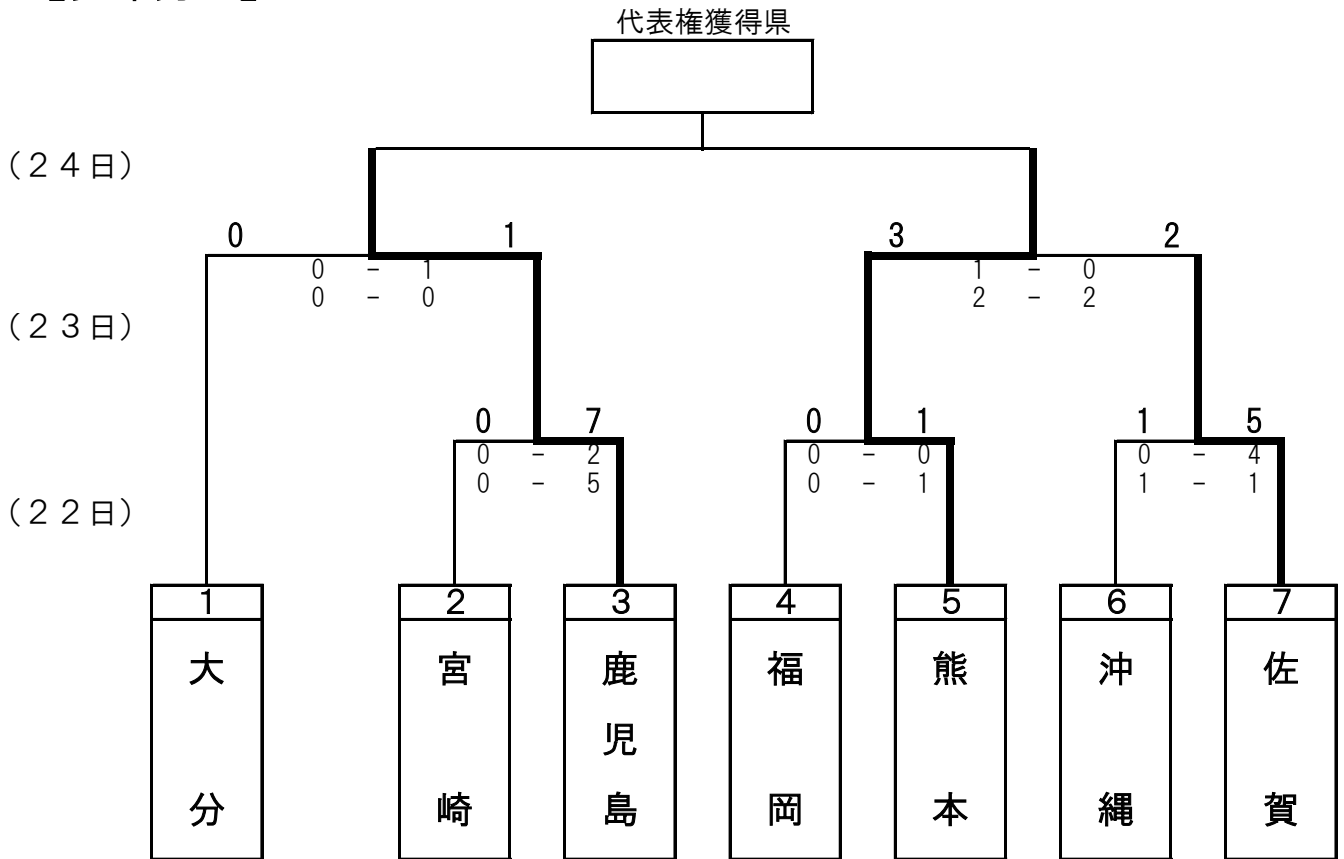 代表権獲得県
（２４日）
0 1 3 2
0 - 1 1 - 0
0 - 0 2 - 2
（２３日）
0 7 0 1 1 5
0 - 2 0 - 0 0 - 4
0 - 5 0 - 1 1 - 1
（２２日）
1 2 3 4 5 6 7
大分
宮崎
鹿児島
福岡
熊本
沖縄
佐賀